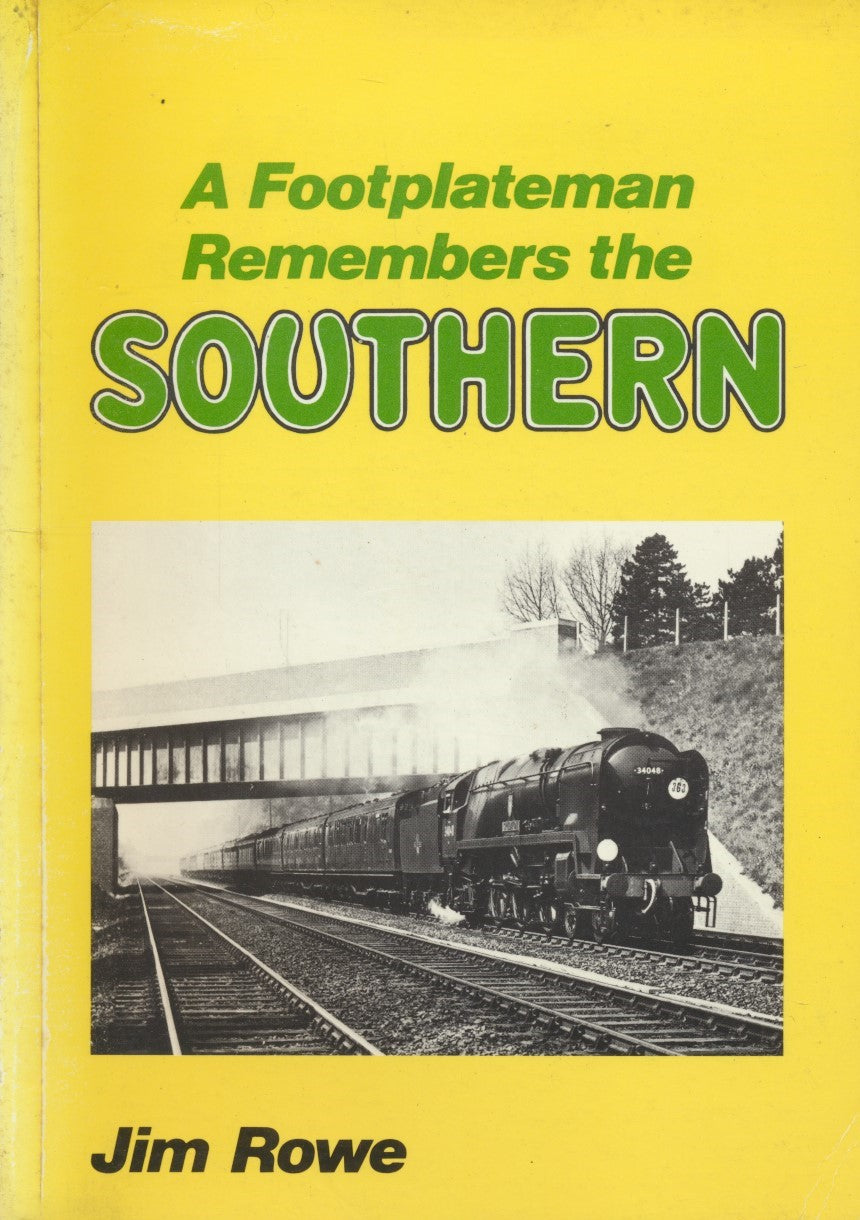 A Footplateman
Remembers the
SOUTHERN
34048
Jim Rowe